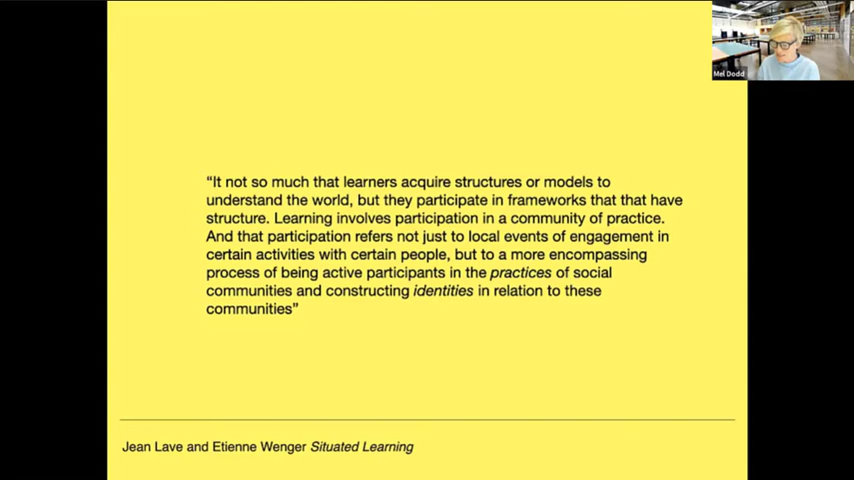 Mel Dodd
“It not so much that learners acquire structures or models to
understand the world, but they participate in frameworks that that have
structure. Learning involves participation in a community of practice.
And that participation refers not just to local events of engagement in
certain activities with certain people, but to a more encompassing
process of being active participants in the practices of social
communities and constructing identities in relation to these
communities”
Jean Lave and Etienne Wenger Situated Learning